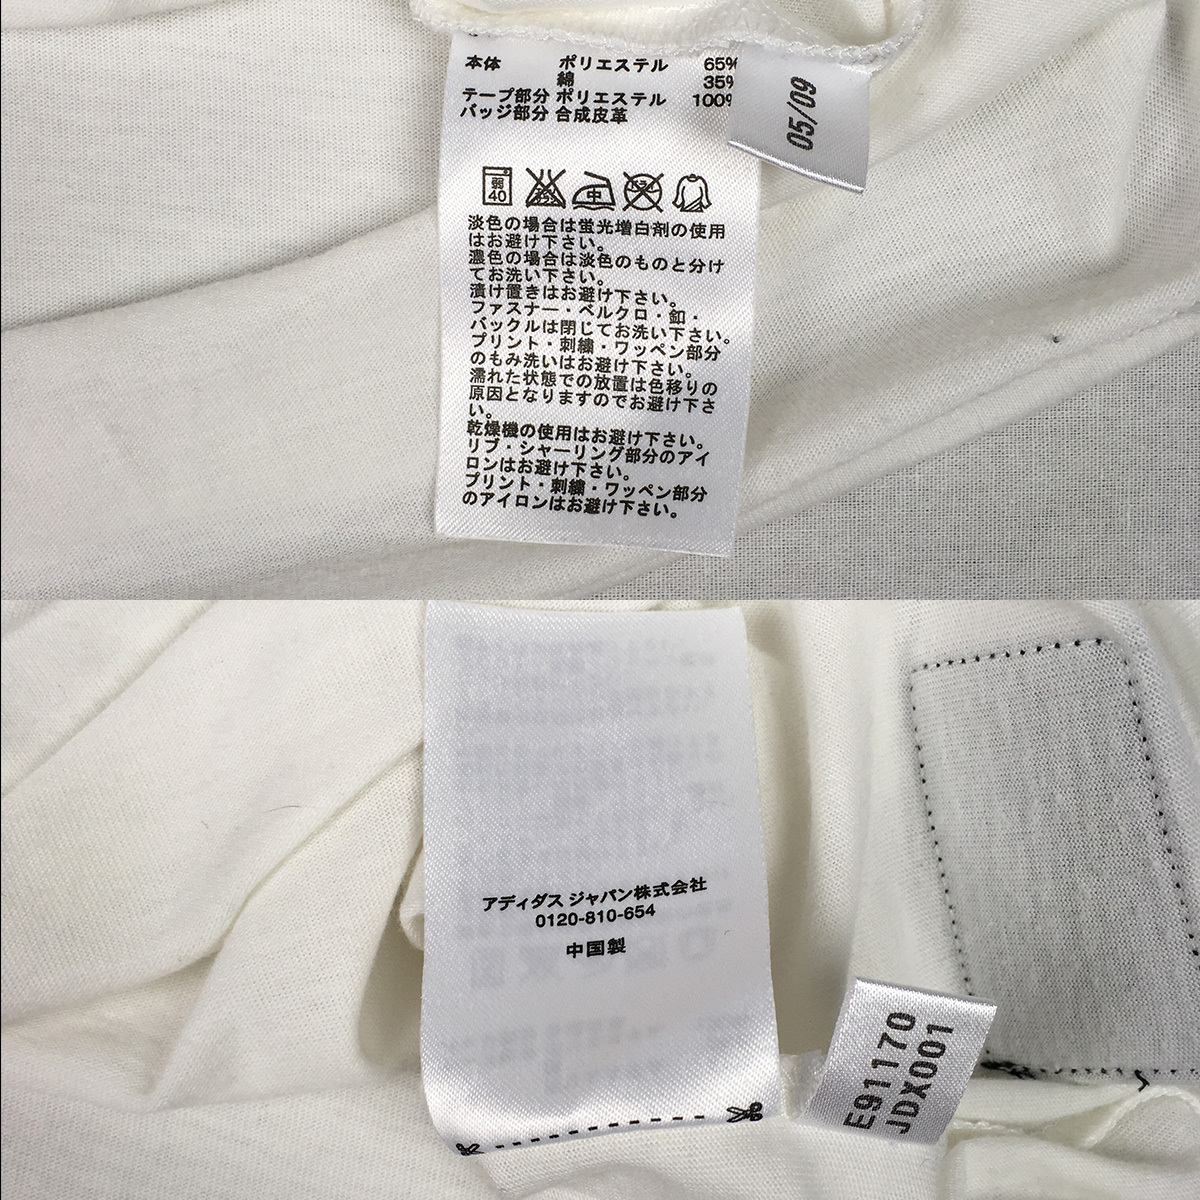 本体 ポリエステル 65%
綿 35%
テープ部分 ポリエステル 100%
バッジ部分 合成皮革
05/09
弱
40
中
淡色の場合は蛍光増白剤の使用
はお避け下さい。
濃色の場合は淡色のものと分け
てお洗い下さい。
漬け置きはお避け下さい。
ファスナー・ベルクロ・釦・
バックルは閉じてお洗い下さい。
プリント・刺繍・ワッペン部分
のもみ洗いはお避け下さい。
濡れた状態での放置は色移りの
原因となりますのでお避け下さ
い。
乾燥機の使用はお避け下さい。
リブ・シャーリング部分のアイ
ロンはお避け下さい。
プリント・刺繍・ワッペン部分
のアイロンはお避け下さい。
アディダス ジャパン株式会社
0120-810-654
中国製
E91170
JDX001